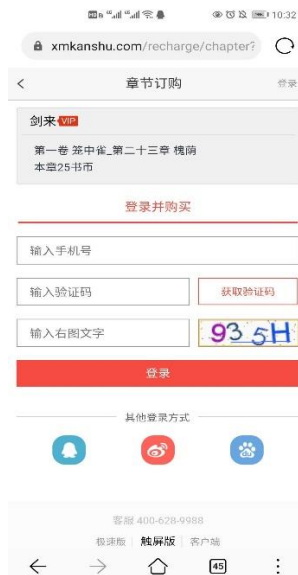 10:32
xmkanshu.com/recharge/chapter?
章节订购
登录
剑来 VIP
第一卷 笼中雀_第二十三章 槐荫
本章25书币
登录并购买
输入手机号
输入验证码
获取验证码
输入右图文字
935H
登录
其他登录方式
客服 400-628-9988
极速版 触屏版 客户端
45